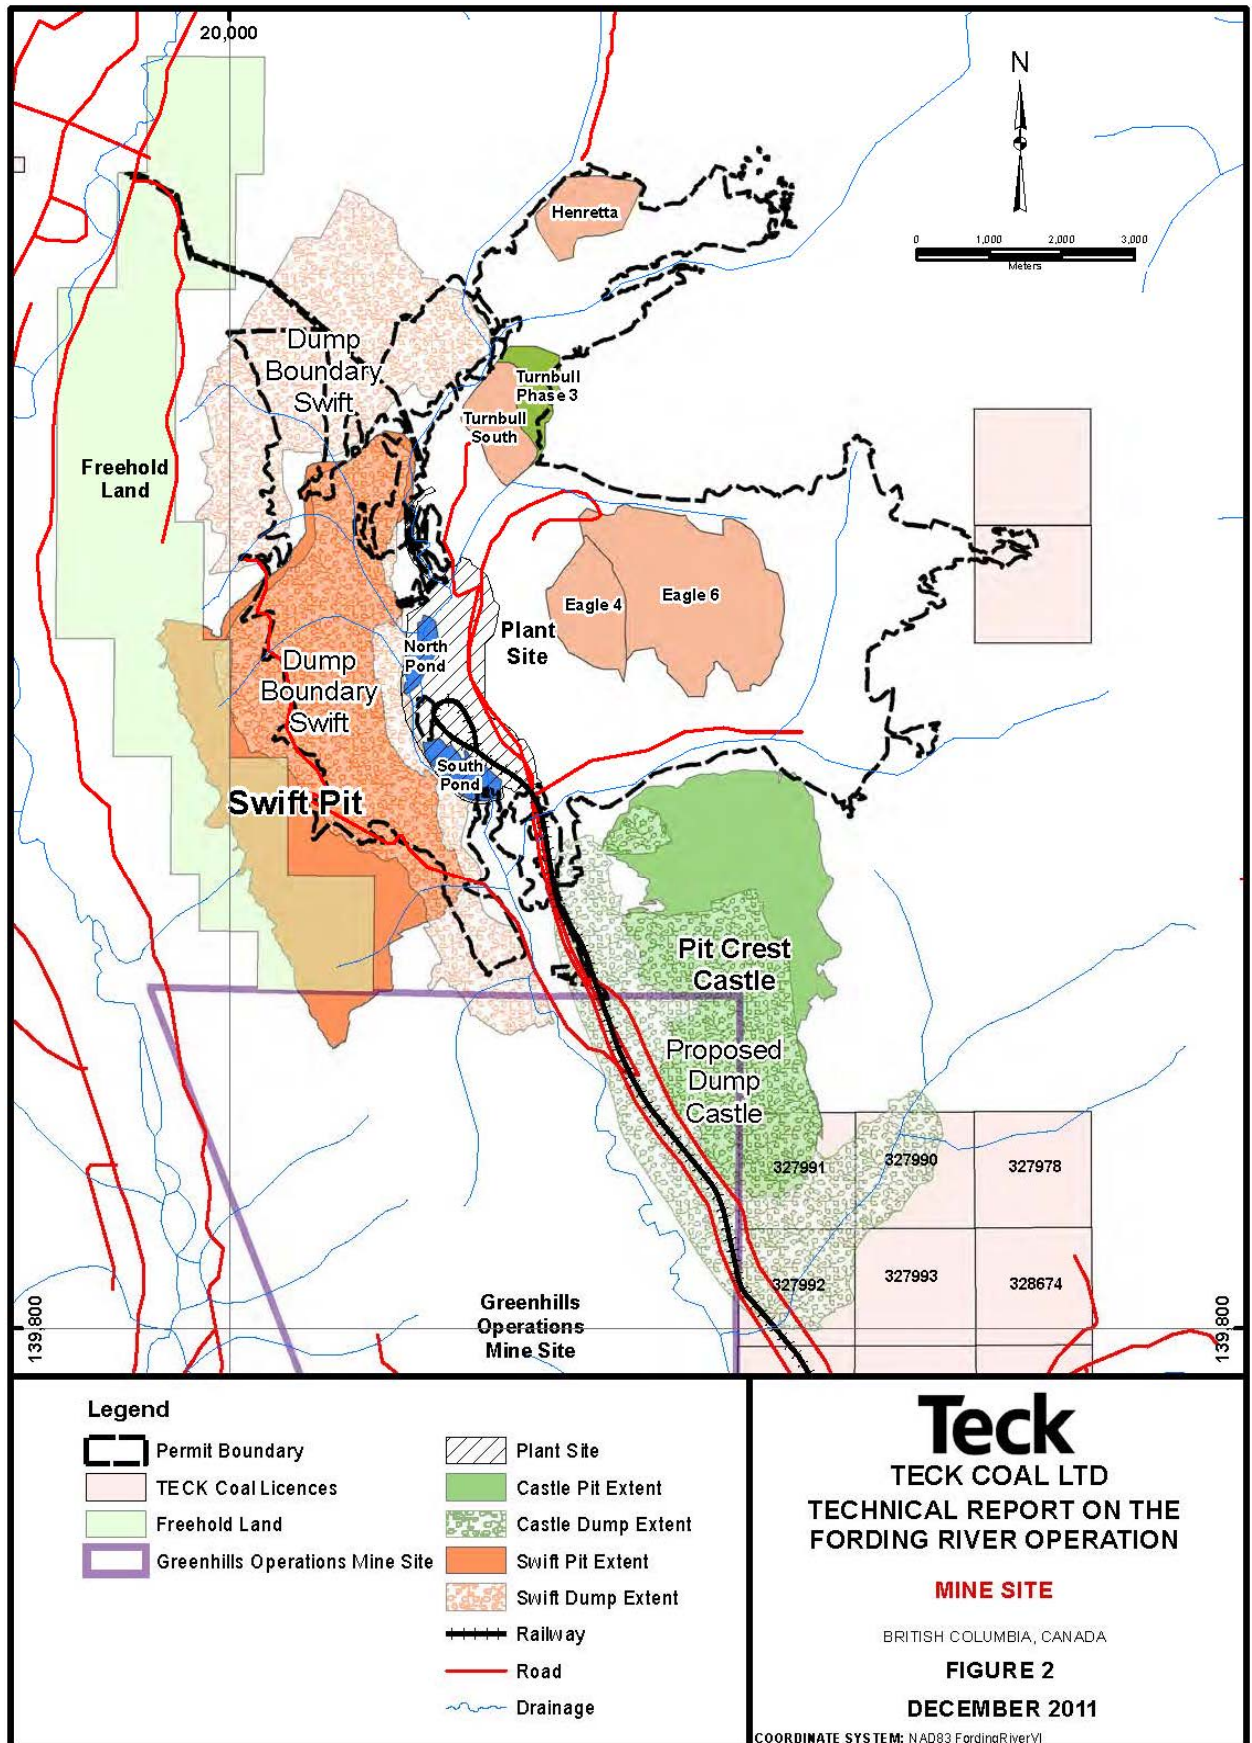 20,000
N
0 1,000 2,000 3,000
Meters
Henretta
Dump
Boundary
Swift
Turnbull
Phase 3
Turnbull
South
Freehold
Land
Eagle 4
Eagle 6
North
Pond
Plant
Site
Dump
Boundary
Swift
South
Pond
Swift Pit
Pit Crest
Castle
Proposed
Dump
Castle
327991
327990
327978
327992
327993
328674
Greenhills
Operations
Mine Site
139,800
139,800
Legend
Permit Boundary
TECK Coal Licences
Freehold Land
Greenhills Operations Mine Site
Plant Site
Castle Pit Extent
Castle Dump Extent
Swift Pit Extent
Swift Dump Extent
Railway
Road
Drainage
Teck
TECK COAL LTD
TECHNICAL REPORT ON THE
FORDING RIVER OPERATION
MINE SITE
BRITISH COLUMBIA, CANADA
FIGURE 2
DECEMBER 2011
COORDINATE SYSTEM: NAD83 FordingRiverVI